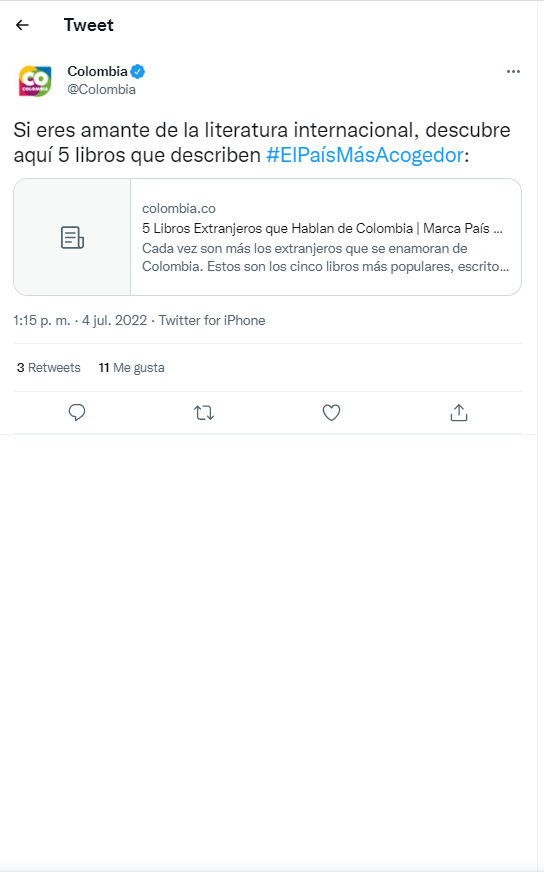 Tweet
CO
COLOMBIA
Colombia
@Colombia
Si eres amante de la literatura internacional, descubre
aquí 5 libros que describen #ElPaísMásAcogedor:
colombia.co
5 Libros Extranjeros que Hablan de Colombia | Marca País ...
Cada vez son más los extranjeros que se enamoran de
Colombia. Estos son los cinco libros más populares, escrito...
1:15 p. m. · 4 jul. 2022 · Twitter for iPhone
3 Retweets 11 Me gusta